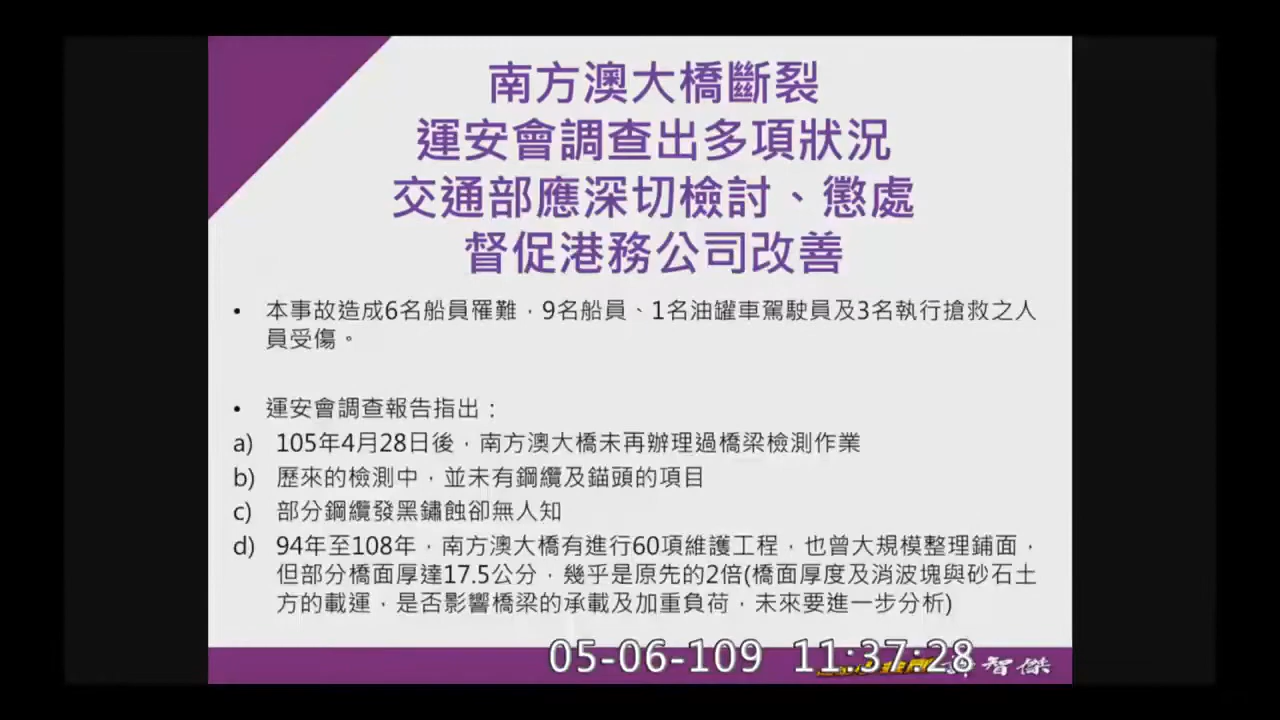 南方澳大橋斷裂
運安會調查出多項狀況
交通部應深切檢討、懲處
督促港務公司改善
• 本事故造成6名船員罹難，9名船員、1名油罐車駕駛員及3名執行搶救之人
員受傷。
• 運安會調查報告指出：
a) 105年4月28日後，南方澳大橋未再辦理過橋梁檢測作業
b) 歷來的檢測中，並未有鋼纜及錨頭的項目
c) 部分鋼纜發黑鏽蝕卻無人知
d) 94年至108年，南方澳大橋有進行60項維護工程，也曾大規模整理鋪面，
但部分橋面厚達17.5公分，幾乎是原先的2倍(橋面厚度及消波塊與砂石土
方的載運，是否影響橋梁的承載及加重負荷，未來要進一步分析)
05-06-109 11:37:28
智傑